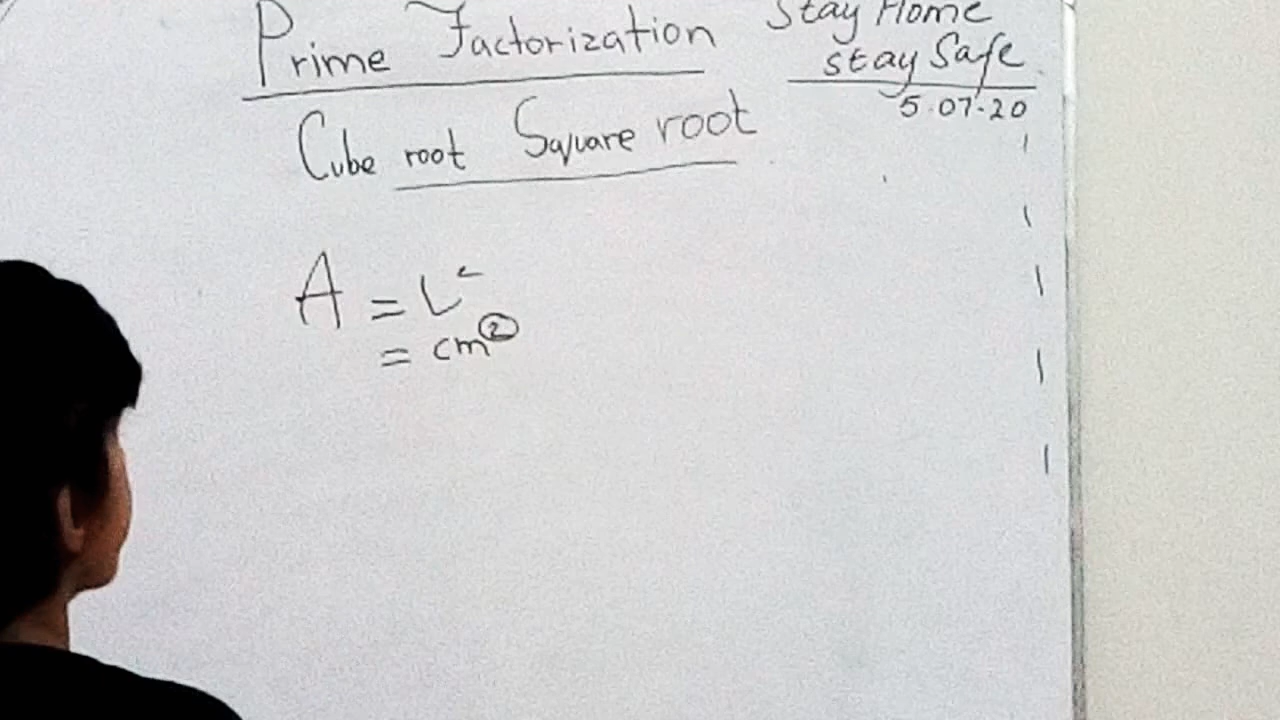 Prime Factorization
Stay Home
stay Safe
5.07.20
Cube root Square root
A = L²
= cm²